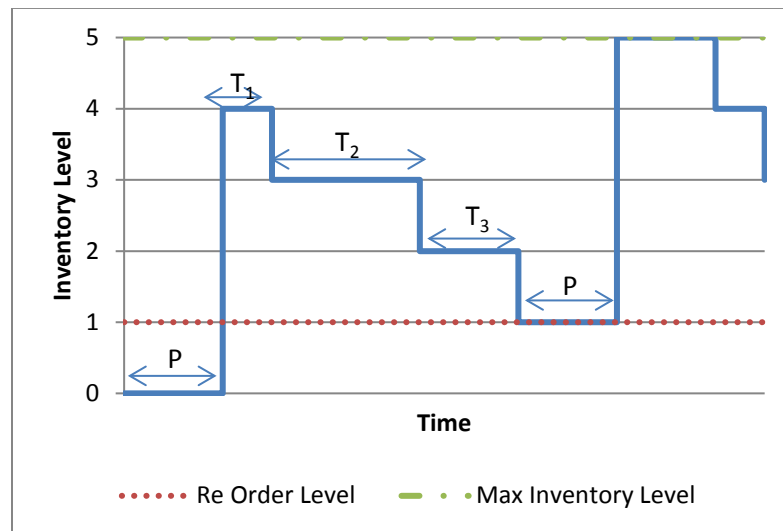 5
T1
4
T2
3
T3
2
P
1
P
0
Inventory Level
Time
Re Order Level Max Inventory Level